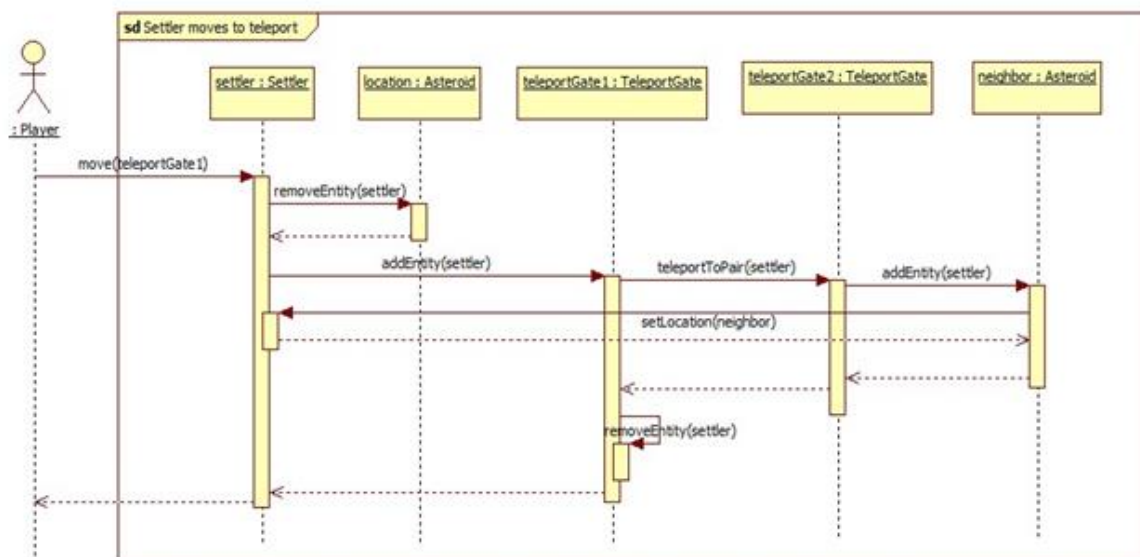 sd Settler moves to teleport
settler : Settler
location : Asteroid
teleportGate1 : TeleportGate
teleportGate2 : TeleportGate
neighbor : Asteroid
: Player
move(teleportGate1)
removeEntity(settler)
addEntity(settler)
teleportToPair(settler)
addEntity(settler)
setLocation(neighbor)
removeEntity(settler)